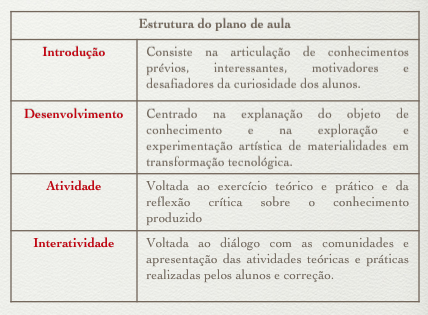 Estrutura do plano de aula
Introdução
Consiste na articulação de conhecimentos
prévios, interessantes, motivadores e
desafiadores da curiosidade dos alunos.
Desenvolvimento
Centrado na explanação do objeto de
conhecimento e na exploração e
experimentação artística de materialidades em
transformação tecnológica.
Atividade
Voltada ao exercício teórico e prático e da
reflexão crítica sobre o conhecimento
produzido
Interatividade
Voltada ao diálogo com as comunidades e
apresentação das atividades teóricas e práticas
realizadas pelos alunos e correção.